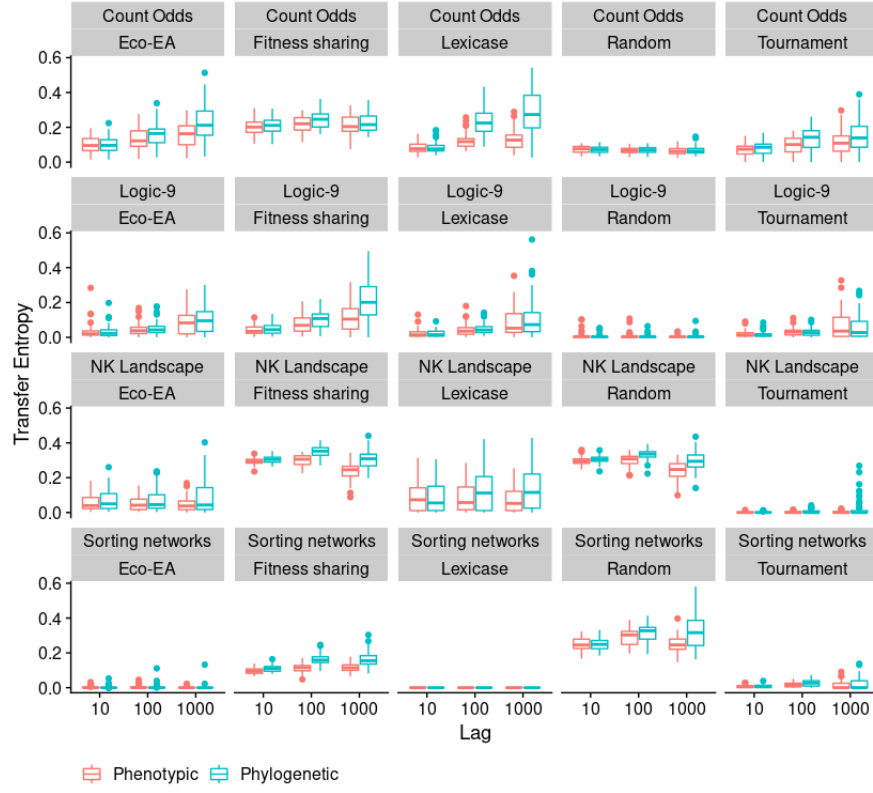 Count Odds Count Odds Count Odds Count Odds Count Odds
Eco-EA Fitness sharing Lexicase Random Tournament
0.6
0.4
0.2
0.0
Logic-9 Logic-9 Logic-9 Logic-9 Logic-9
Eco-EA Fitness sharing Lexicase Random Tournament
0.6
0.4
0.2
0.0
NK Landscape NK Landscape NK Landscape NK Landscape NK Landscape
Eco-EA Fitness sharing Lexicase Random Tournament
0.6
0.4
0.2
0.0
Sorting networks Sorting networks Sorting networks Sorting networks Sorting networks
Eco-EA Fitness sharing Lexicase Random Tournament
0.6
0.4
0.2
0.0
10 100 1000 10 100 1000 10 100 1000 10 100 1000 10 100 1000
Transfer Entropy
Lag
Phenotypic Phylogenetic